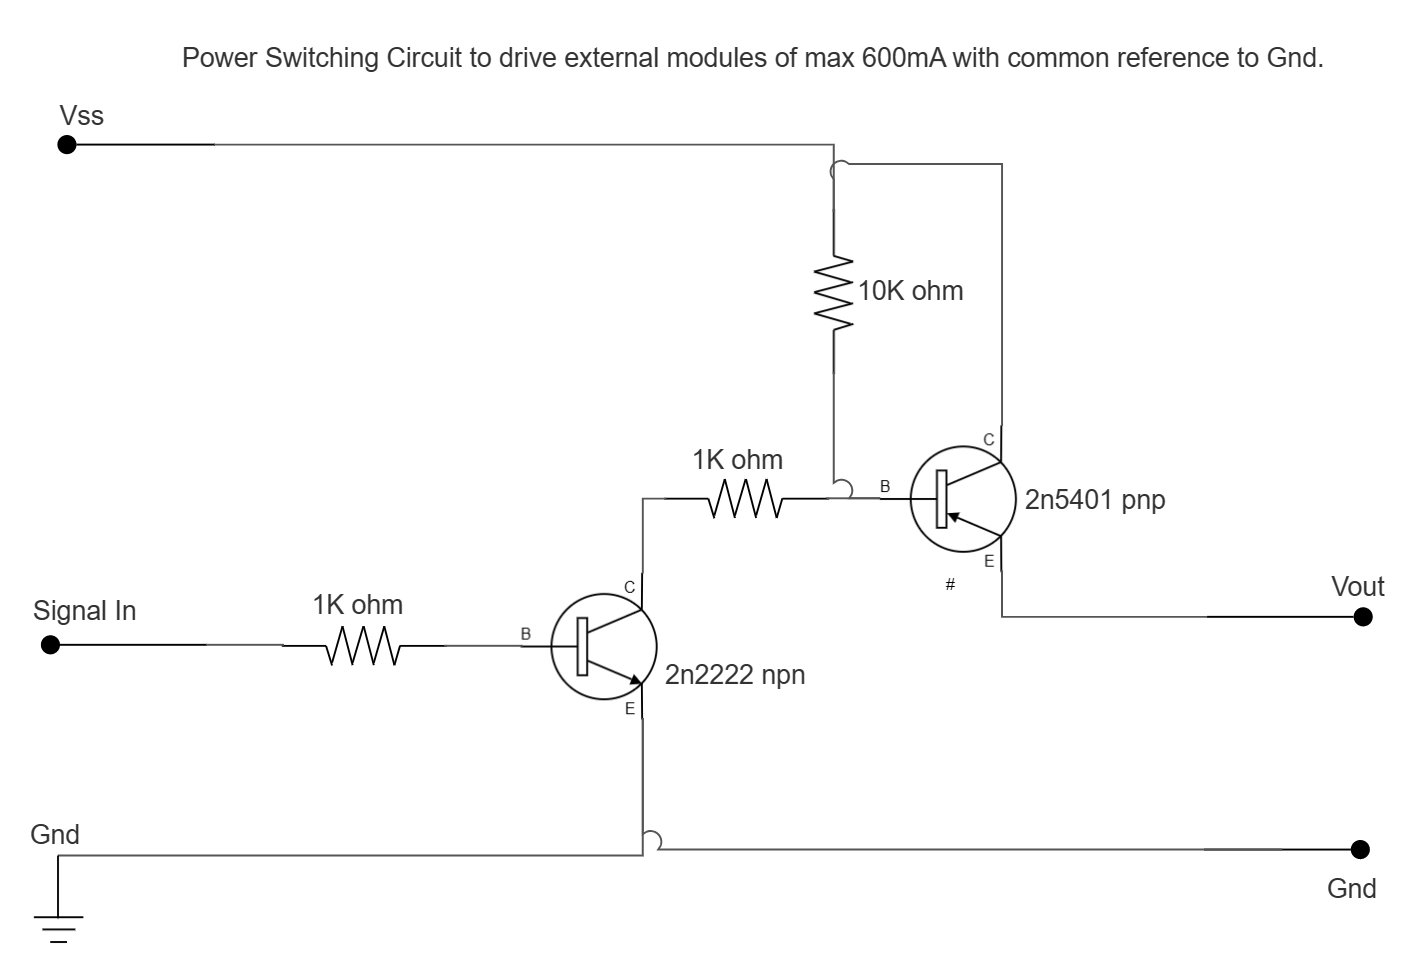 Power Switching Circuit to drive external modules of max 600mA with common reference to Gnd.
Vss
10K ohm
C
1K ohm
B
2n5401 pnp
E
#
C
Vout
Signal In
1K ohm
B
2n2222 npn
E
Gnd
Gnd